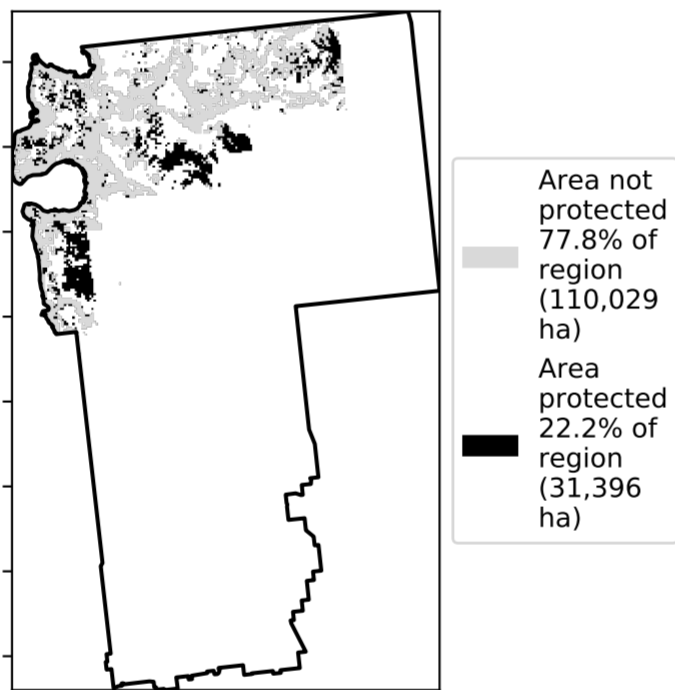 Area not
protected
77.8% of
region
(110,029
ha)
Area
protected
22.2% of
region
(31,396
ha)